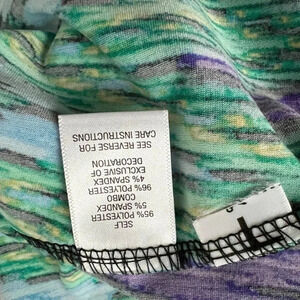 SELF
95% POLYESTER
5% SPANDEX
COMBO
96% POLYESTER
4% SPANDEX
EXCLUSIVE OF
DECORATION
SEE REVERSE FOR
CARE INSTRUCTIONS